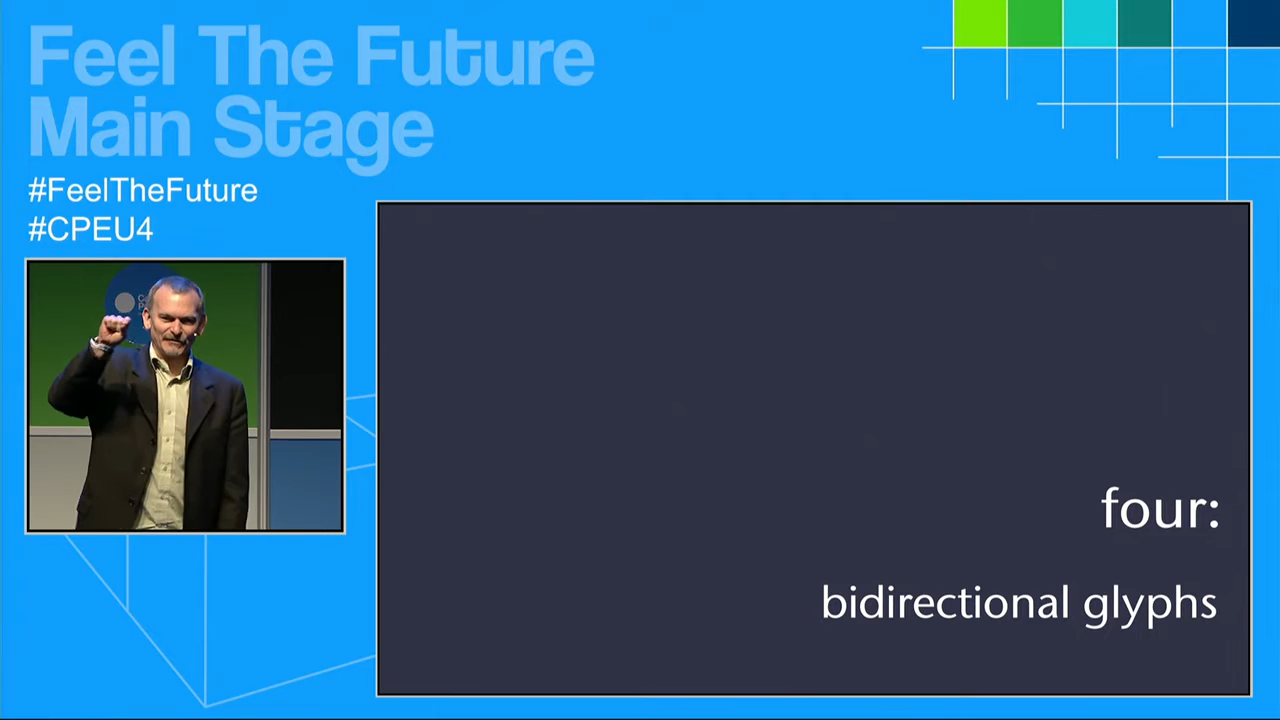 Feel The Future
Main Stage
#FeelTheFuture
#CPEU4
four:
bidirectional glyphs